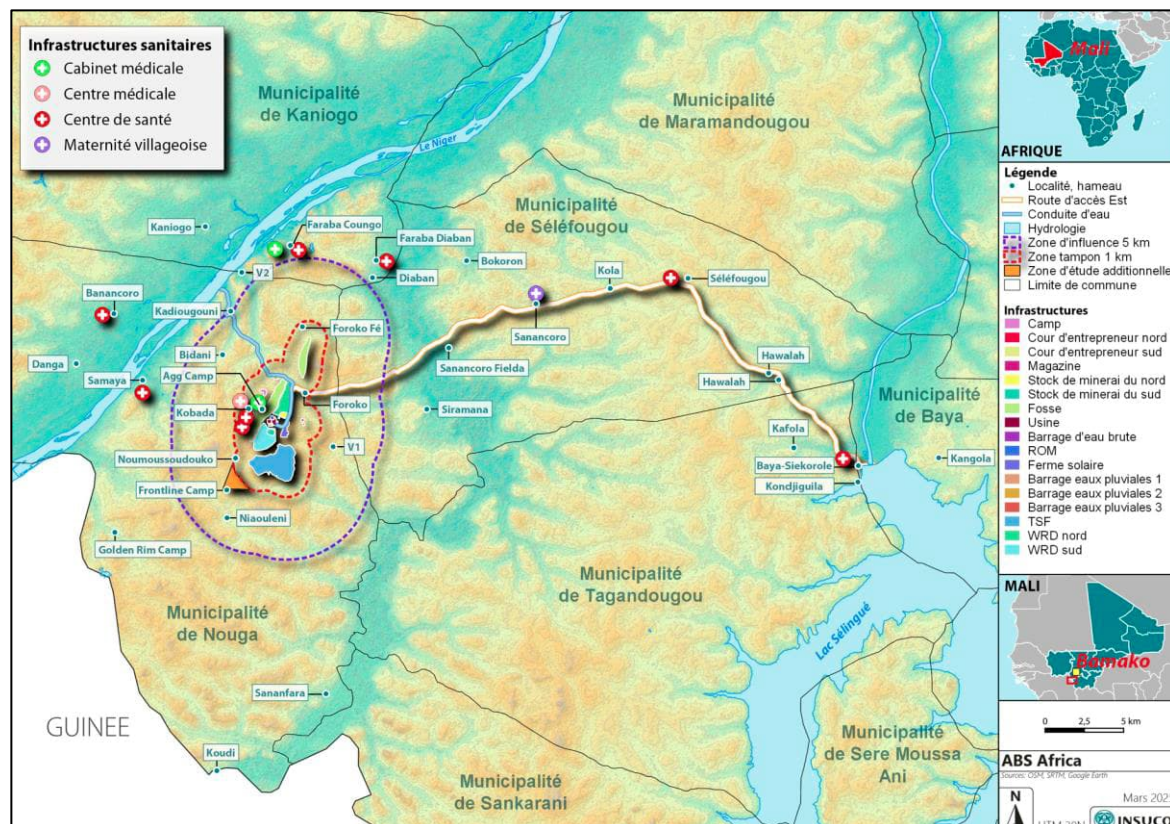 Infrastructures sanitaires
Cabinet médicale
Centre médicale
Centre de santé
Maternité villageoise
Municipalité
de Kaniogo
Municipalité
de Maramandougou
Le Niger
Municipalité
de Séléfougou
Kaniogo
Faraba Coungo
Faraba Diaban
Bokoron
V2
Diaban
Kola
Séléfougou
Banancoro
Kadiougouni
Sanancoro
Foroko Fé
Bidani
Danga
Agg Camp
Sanancoro Fielda
Hawalah
Samaya
Hawalah
Kobada
Foroko
Siramana
Municipalité
de Baya
V1
Kafola
Noumoussoudouko
Baya-Siekorole
Kangola
Frontline Camp
Kondjiguila
Niaouleni
Golden Rim Camp
Municipalité
de Tagandougou
Municipalité
de Nouga
Lac Sélingué
Sananfara
GUINEE
Koudi
Municipalité
de Sere Moussa
Ani
Municipalité
de Sankarani
Mali
AFRIQUE
Légende
Localité, hameau
Route d'accès Est
Conduite d'eau
Hydrologie
Zone d'influence 5 km
Zone tampon 1 km
Zone d'étude additionnelle
Limite de commune
Infrastructures
Camp
Cour d'entrepreneur nord
Cour d'entrepreneur sud
Magazine
Stock de minerai du nord
Stock de minerai du sud
Fosse
Usine
Barrage d'eau brute
ROM
Ferme solaire
Barrage eaux pluviales 1
Barrage eaux pluviales 2
Barrage eaux pluviales 3
TSF
WRD nord
WRD sud
MALI
Bamako
0 2,5 5 km
ABS Africa
Sources: OSM, SRTM, Google Earth
N
INSUCO